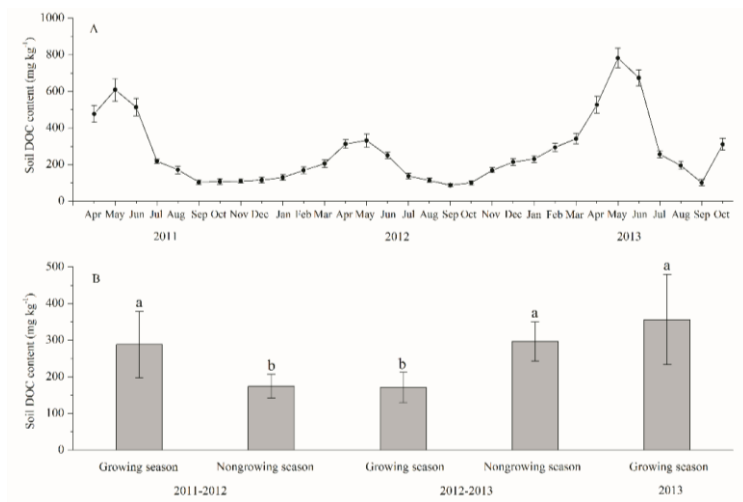 A
Soil DOC content (mg kg⁻¹)
1000
800
600
400
200
0
Apr May Jun Jul Aug Sep Oct Nov Dec Jan Feb Mar Apr May Jun Jul Aug Sep Oct Nov Dec Jan Feb Mar Apr May Jun Jul Aug Sep Oct
2011 2012 2013
B
Soil DOC content (mg kg⁻¹)
500
400
300
200
100
0
a b b a a
Growing season Nongrowing season Growing season Nongrowing season Growing season
2011-2012 2012-2013 2013